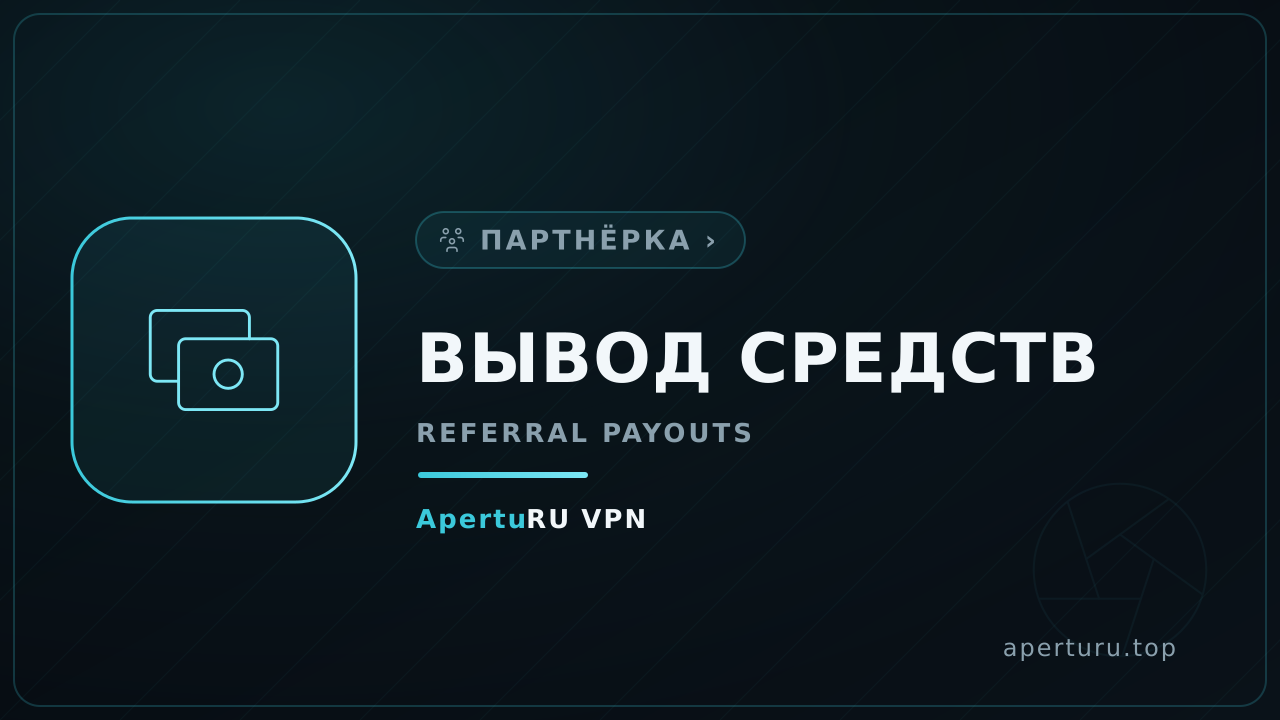 ПАРТНЁРКА ›
ВЫВОД СРЕДСТВ
REFERRAL PAYOUTS
ApertuRU VPN
aperturu.top